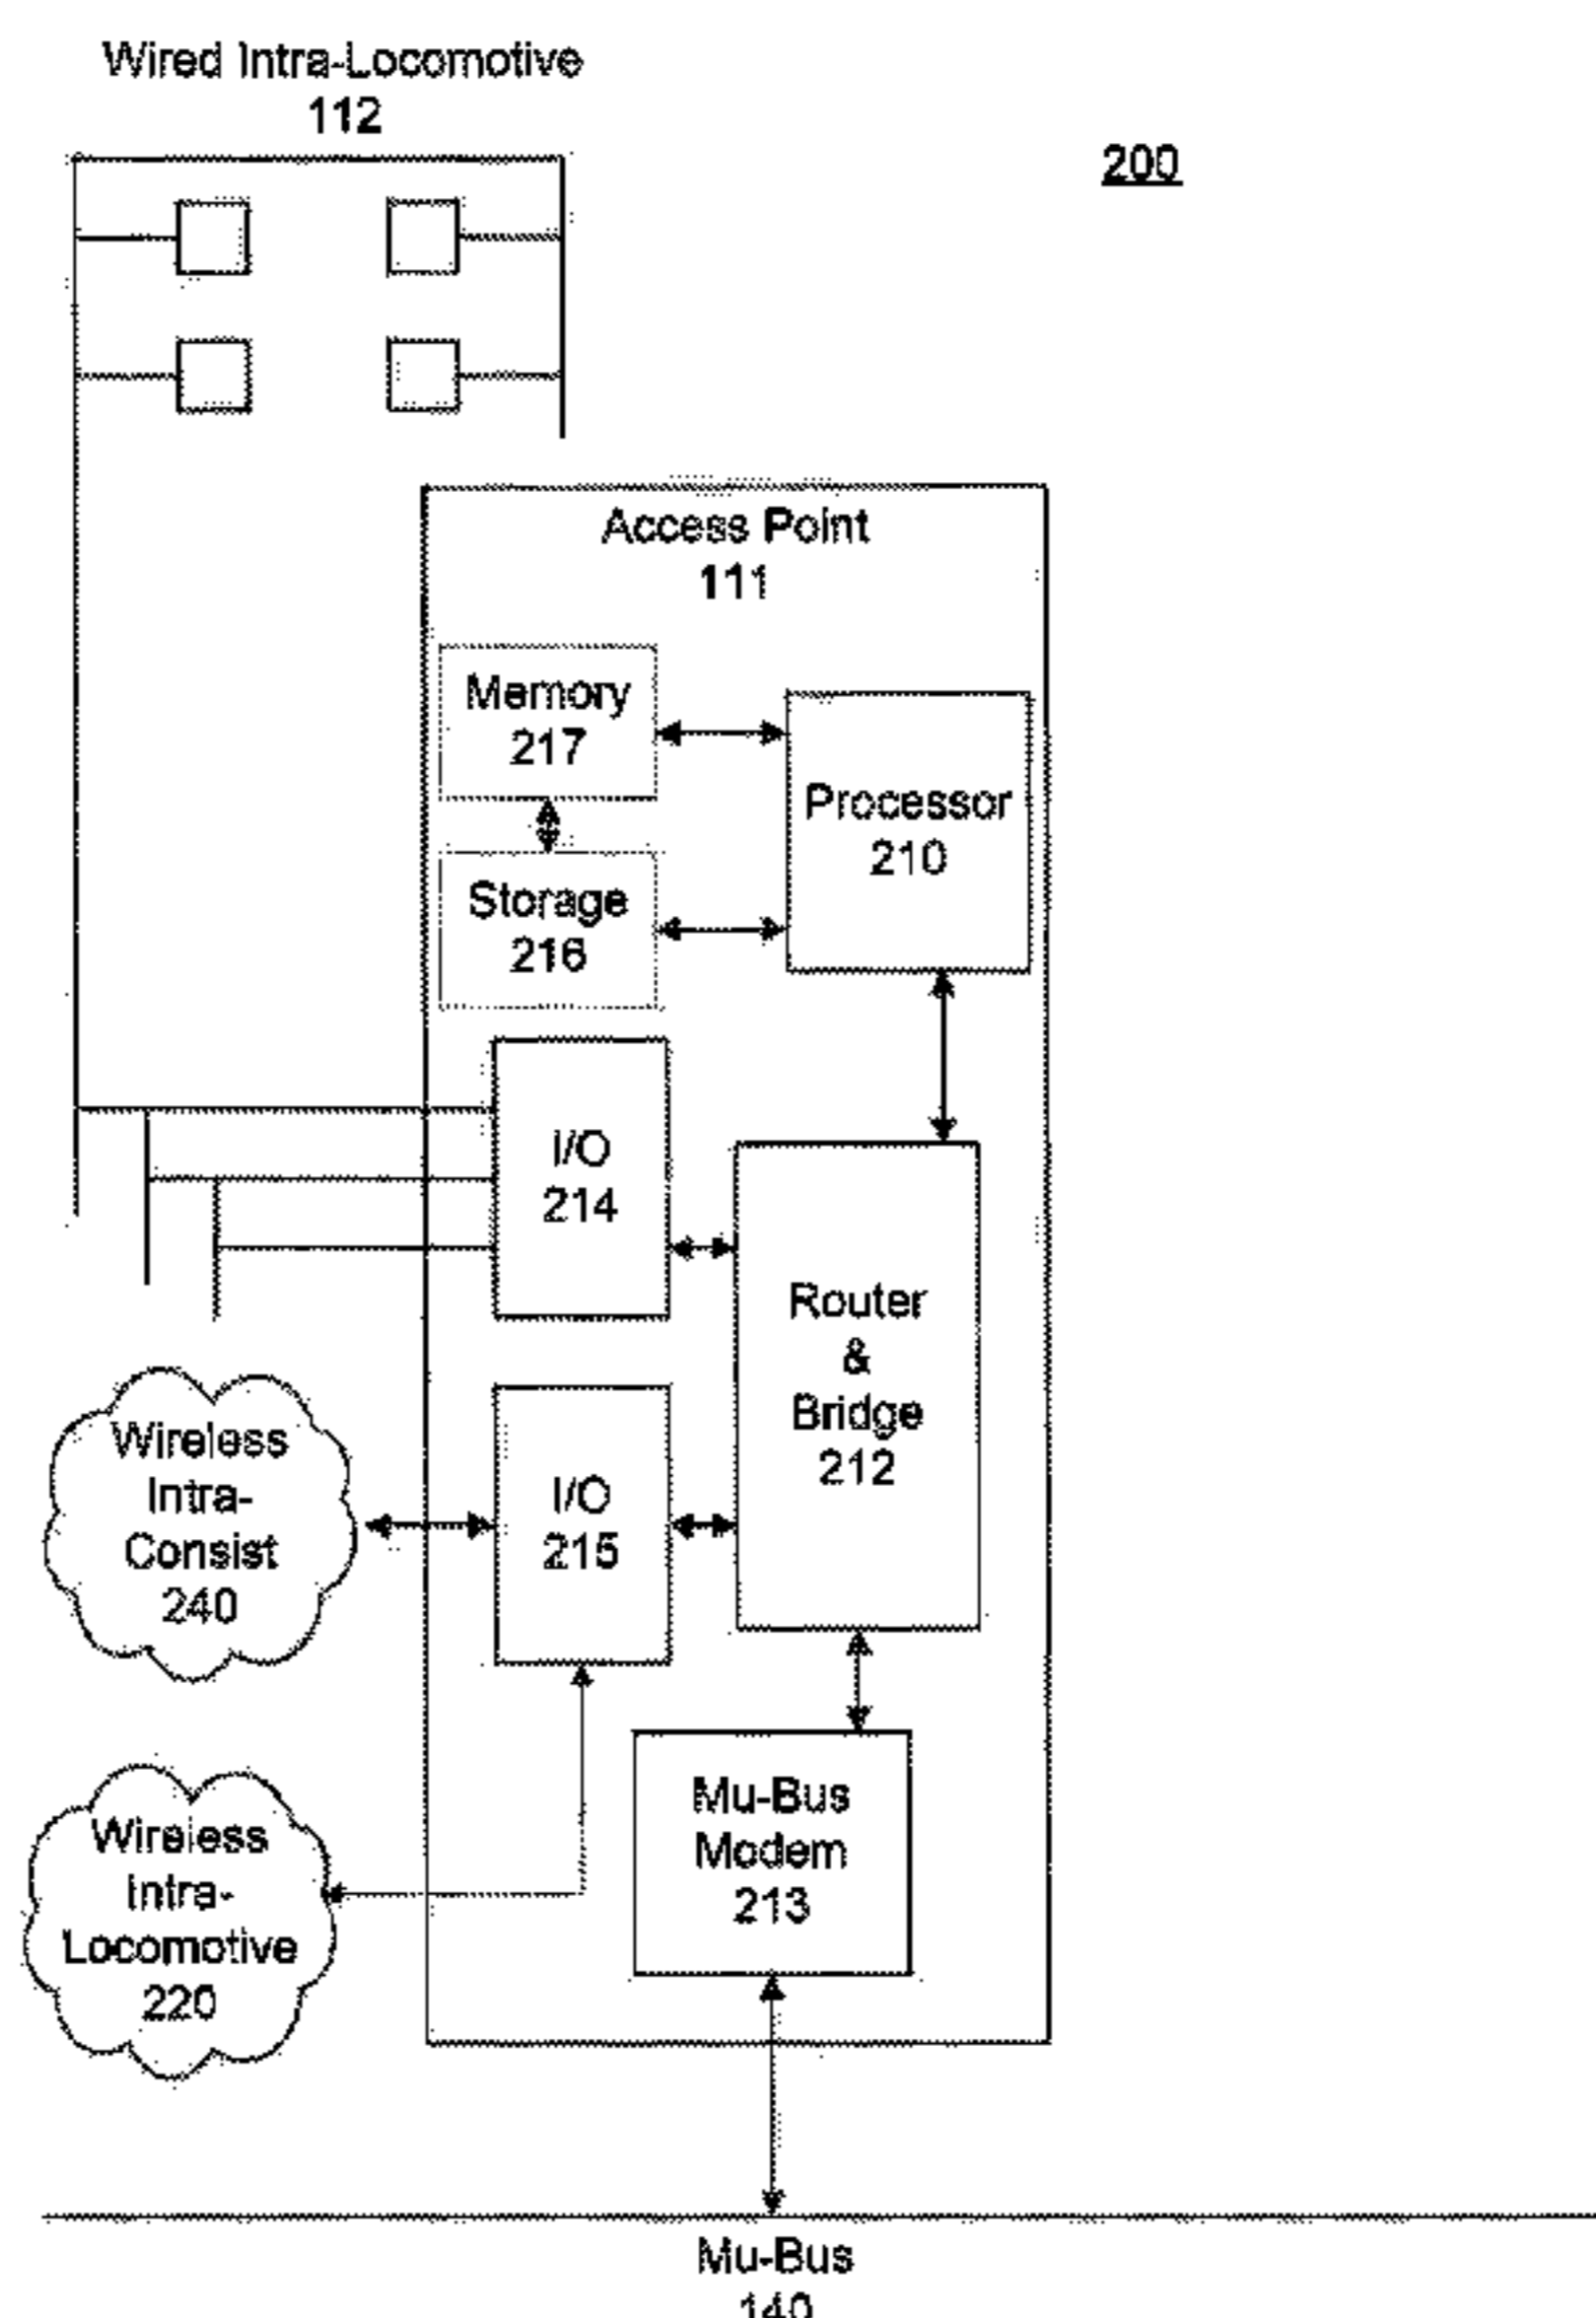 Wired Intra-Locomotive
112
200
Access Point
111
Memory
217
Processor
210
Storage
216
I/O
214
Router
&
Bridge
212
Wireless
Intra-
Consist
240
I/O
215
Mu-Bus
Modem
213
Wireless
Intra-
Locomotive
220
Mu-Bus
140